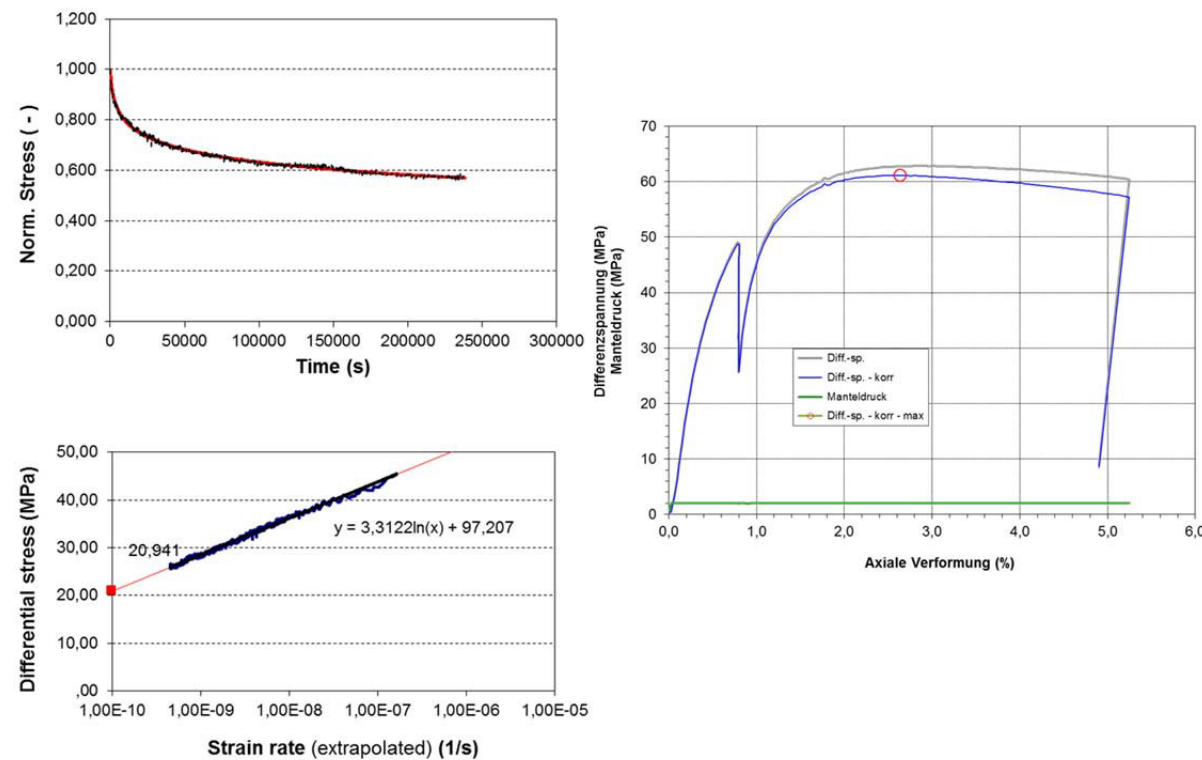 1,200
1,000
0,800
0,600
0,400
0,200
0,000
Norm. Stress ( - )
0 50000 100000 150000 200000 250000 300000
Time (s)
50,00
40,00
30,00
20,00
10,00
,00
Differential stress (MPa)
20,941
y = 3,3122ln(x) + 97,207
1,00E-10 1,00E-09 1,00E-08 1,00E-07 1,00E-06 1,00E-05
Strain rate (extrapolated) (1/s)
70
60
50
40
30
20
10
0
Differenzspannung (MPa)
Manteldruck (MPa)
Diff.-sp.
Diff.-sp. - korr
Manteldruck
Diff.-sp. - korr - max
0,0 1,0 2,0 3,0 4,0 5,0 6,0
Axiale Verformung (%)